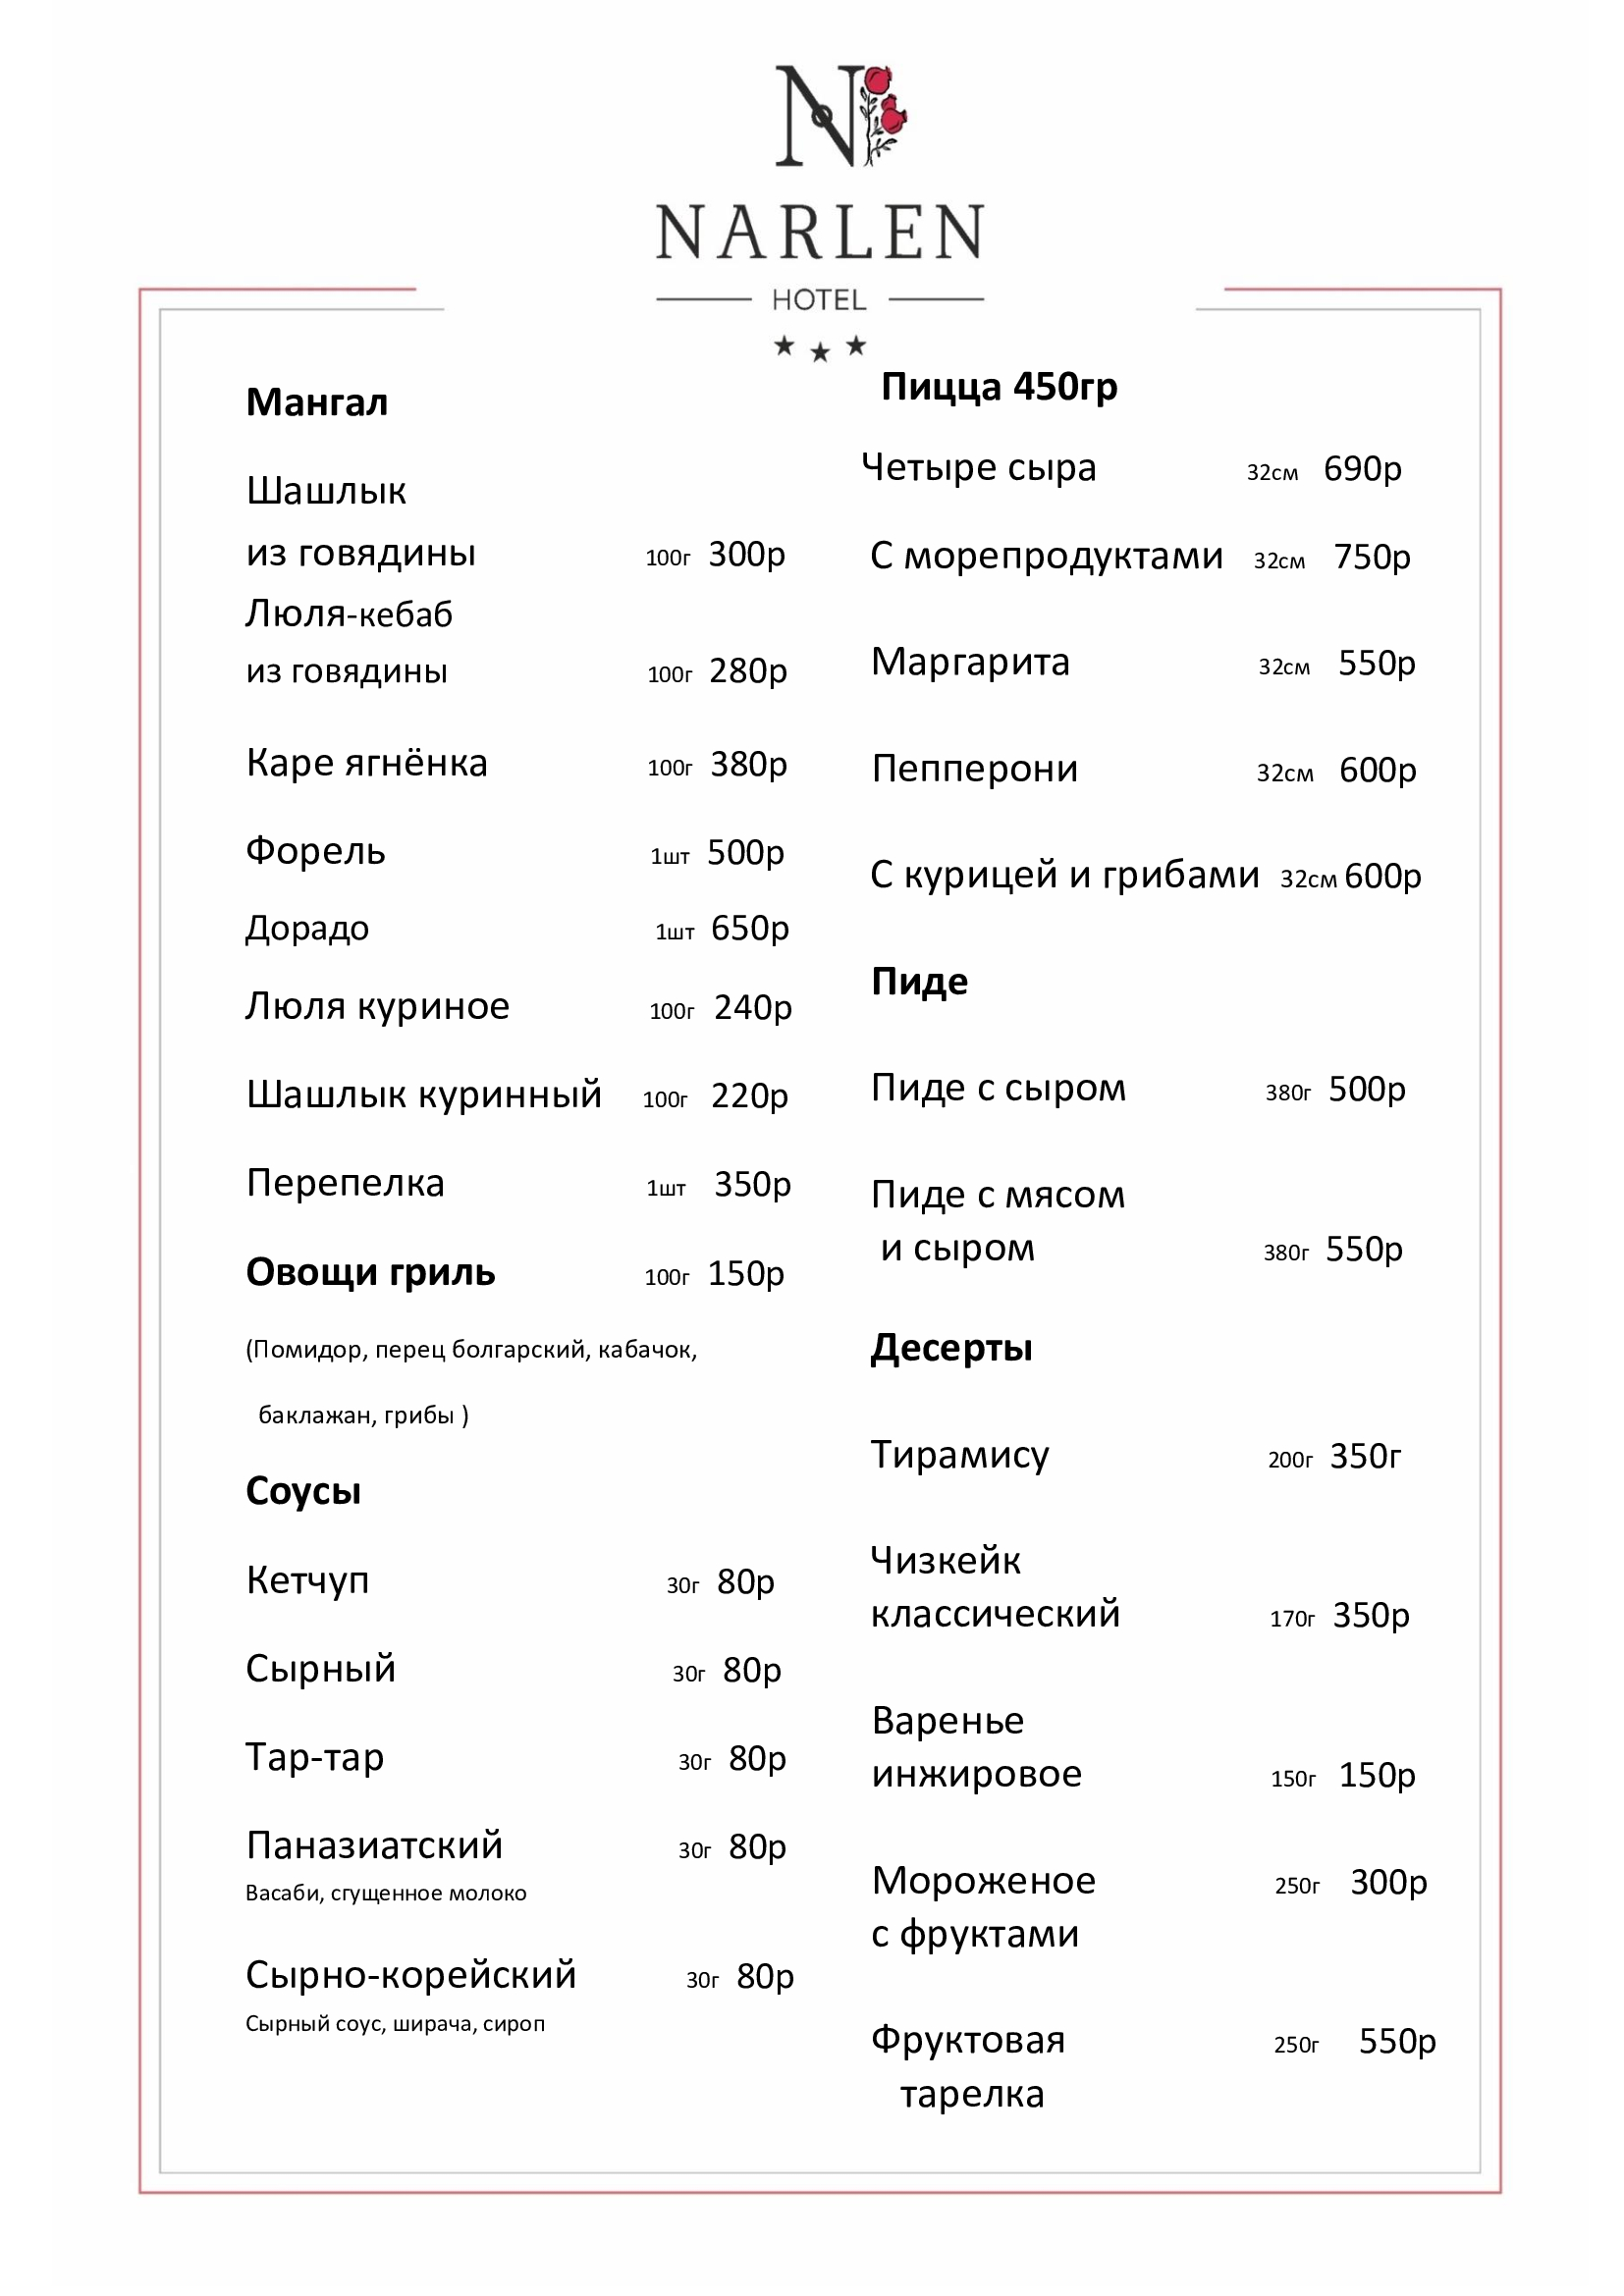 N
NARLEN
HOTEL
Мангал
Шашлык
из говядины 100г 300р
Люля-кебаб
из говядины 100г 280р
Каре ягнёнка 100г 380р
Форель 1шт 500р
Дорадо 1шт 650р
Люля куриное 100г 240р
Шашлык куринный 100г 220р
Перепелка 1шт 350р
Овощи гриль 100г 150р
(Помидор, перец болгарский, кабачок,
баклажан, грибы )
Соусы
Кетчуп 30г 80р
Сырный 30г 80р
Тар-тар 30г 80р
Паназиатский 30г 80р
Васаби, сгущенное молоко
Сырно-корейский 30г 80р
Сырный соус, ширача, сироп
Пицца 450гр
Четыре сыра 32см 690р
С морепродуктами 32см 750р
Маргарита 32см 550р
Пепперони 32см 600р
С курицей и грибами 32см 600р
Пиде
Пиде с сыром 380г 500р
Пиде с мясом
и сыром 380г 550р
Десерты
Тирамису 200г 350г
Чизкейк
классический 170г 350р
Варенье
инжировое 150г 150р
Мороженое 250г 300р
с фруктами
Фруктовая 250г 550р
тарелка